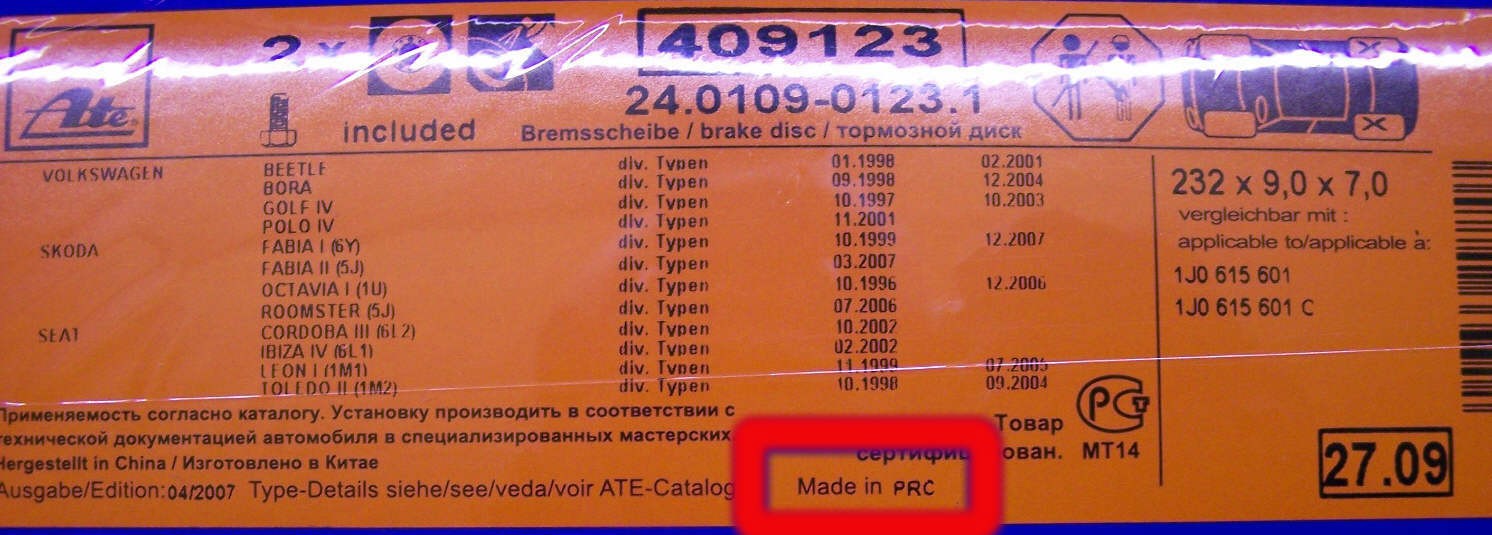 Ate
2 x
409123
24.0109-0123.1
included
Bremsscheibe / brake disc / тормозной диск
VOLKSWAGEN BEETLE div. Typen 01.1998 02.2001
BORA div. Typen 09.1998 12.2004
GOLF IV div. Typen 10.1997 10.2003
POLO IV div. Typen 11.2001
SKODA FABIA I (6Y) div. Typen 10.1999 12.2007
FABIA II (5J) div. Typen 03.2007
OCTAVIA I (1U) div. Typen 10.1996 12.2006
ROOMSTER (5J) div. Typen 07.2006
SEAT CORDOBA III (6L2) div. Typen 10.2002
IBIZA IV (6L1) div. Typen 02.2002
LEON I (1M1) div. Typen 11.1999
TOLEDO II (1M2) div. Typen 10.1998 09.2004
232 x 9,0 x 7,0
vergleichbar mit :
applicable to/applicable à:
1J0 615 601
1J0 615 601 C
Применяемость согласно каталогу. Установку производить в соответствии с
технической документацией автомобиля в специализированных мастерских.
Hergestellt in China / Изготовлено в Китае
Ausgabe/Edition:04/2007 Type-Details siehe/see/veda/voir ATE-Catalog
Made in PRC
Товар
РСТ
МТ14
27.09